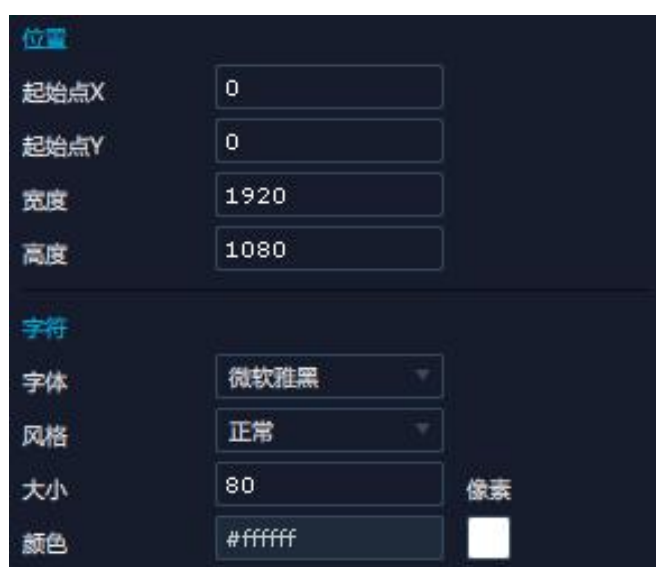 位置
起始点X 0
起始点Y 0
宽度 1920
高度 1080
字符
字体 微软雅黑
风格 正常
大小 80 像素
颜色 #ffffff